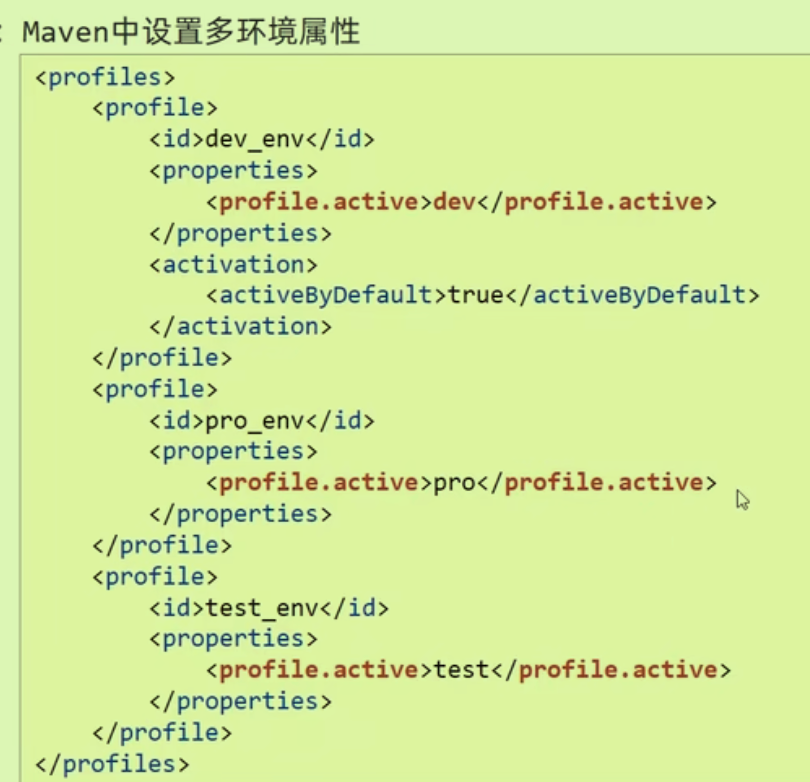 : Maven中设置多环境属性
<profiles>
    <profile>
        <id>dev_env</id>
        <properties>
            <profile.active>dev</profile.active>
        </properties>
        <activation>
            <activeByDefault>true</activeByDefault>
        </activation>
    </profile>
    <profile>
        <id>pro_env</id>
        <properties>
            <profile.active>pro</profile.active>
        </properties>
    </profile>
    <profile>
        <id>test_env</id>
        <properties>
            <profile.active>test</profile.active>
        </properties>
    </profile>
</profiles>